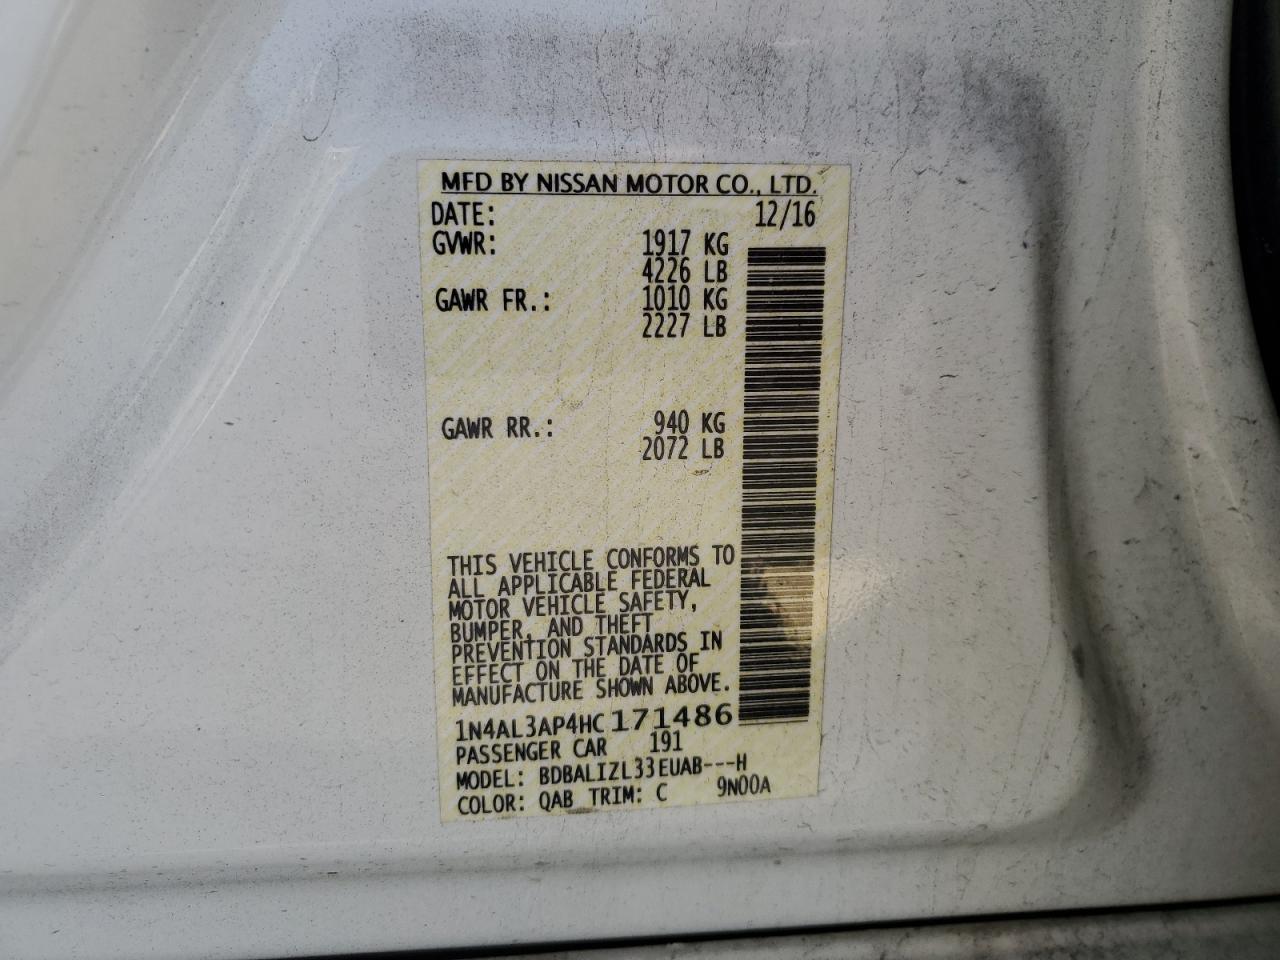 MFD BY NISSAN MOTOR CO., LTD.
DATE: 12/16
GVWR: 1917 KG
4226 LB
GAWR FR.: 1010 KG
2227 LB
GAWR RR.: 940 KG
2072 LB
THIS VEHICLE CONFORMS TO
ALL APPLICABLE FEDERAL
MOTOR VEHICLE SAFETY,
BUMPER, AND THEFT
PREVENTION STANDARDS IN
EFFECT ON THE DATE OF
MANUFACTURE SHOWN ABOVE.
1N4AL3AP4HC171486
PASSENGER CAR 191
MODEL: BDBALIZL33EUAB---H
COLOR: QAB TRIM: C 9N00A